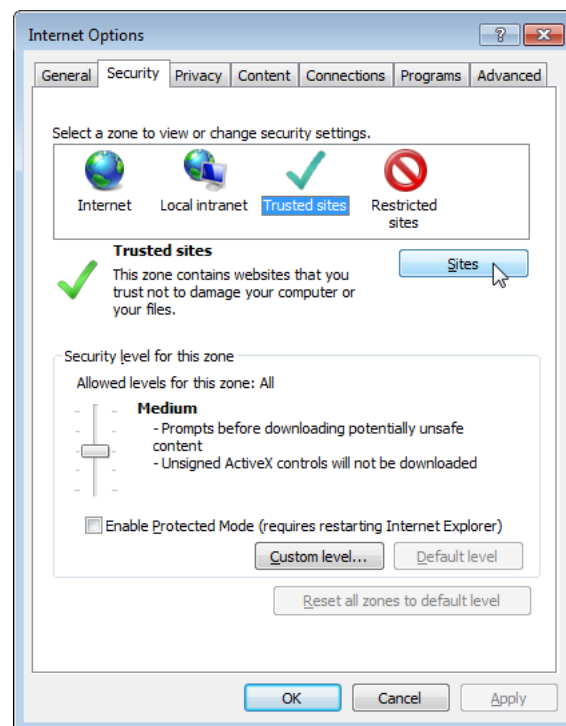 Internet Options
General Security Privacy Content Connections Programs Advanced
Select a zone to view or change security settings.
Internet Local intranet Trusted sites Restricted
sites
Trusted sites
Sites
This zone contains websites that you
trust not to damage your computer or
your files.
Security level for this zone
Allowed levels for this zone: All
Medium
- Prompts before downloading potentially unsafe
content
- Unsigned ActiveX controls will not be downloaded
Enable Protected Mode (requires restarting Internet Explorer)
Custom level... Default level
Reset all zones to default level
OK Cancel Apply